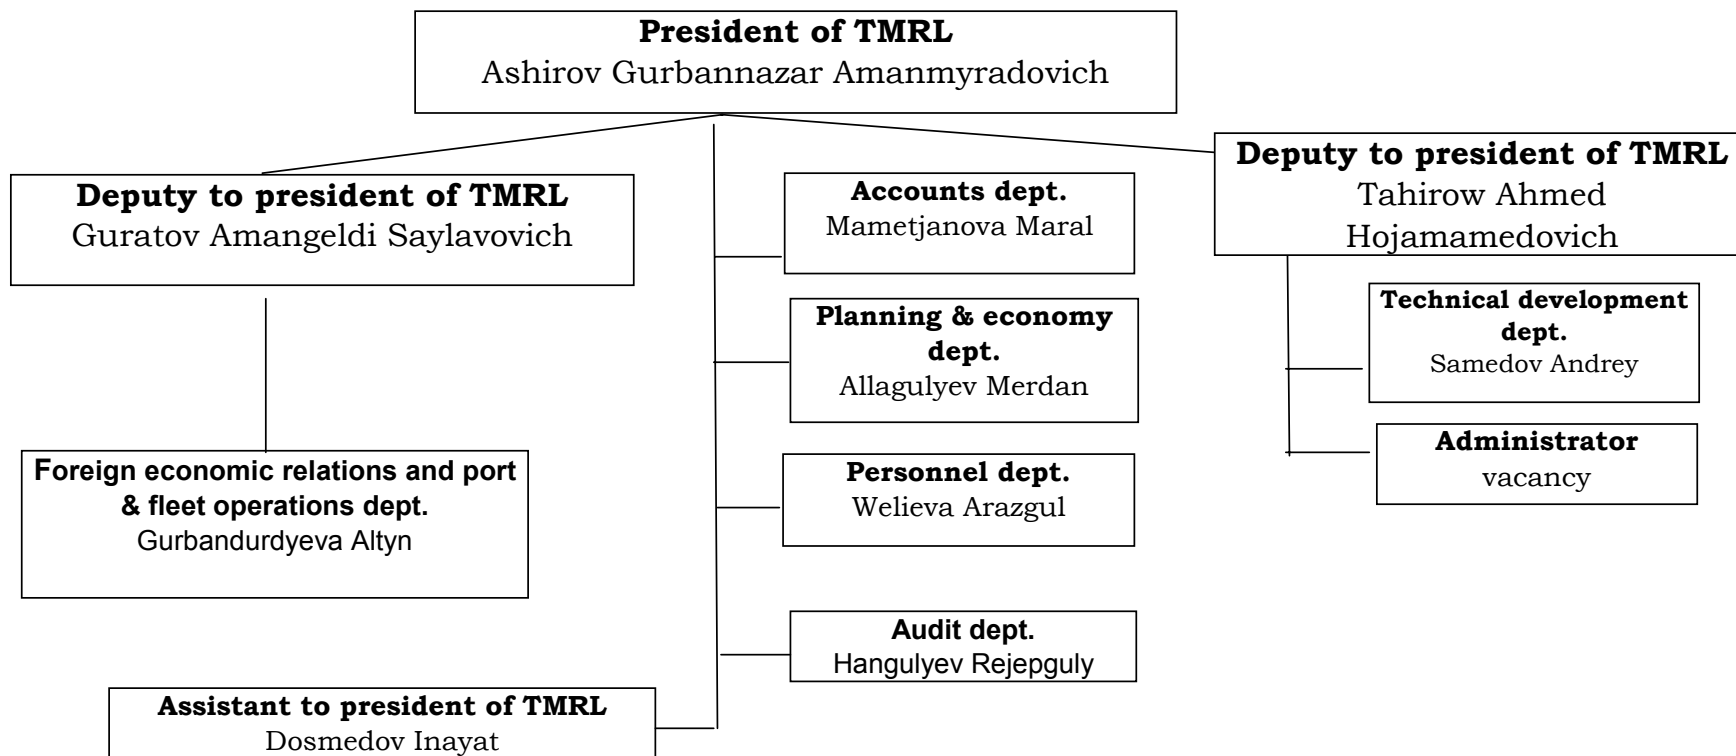 President of TMRL
Ashirov Gurbannazar Amanmyradovich
Deputy to president of TMRL
Guratov Amangeldi Saylavovich
Accounts dept.
Mametjanova Maral
Deputy to president of TMRL
Tahirow Ahmed
Hojamamedovich
Planning & economy
dept.
Allagulyev Merdan
Technical development
dept.
Samedov Andrey
Foreign economic relations and port
& fleet operations dept.
Gurbandurdyeva Altyn
Personnel dept.
Welieva Arazgul
Administrator
vacancy
Audit dept.
Hangulyev Rejepguly
Assistant to president of TMRL
Dosmedov Inayat